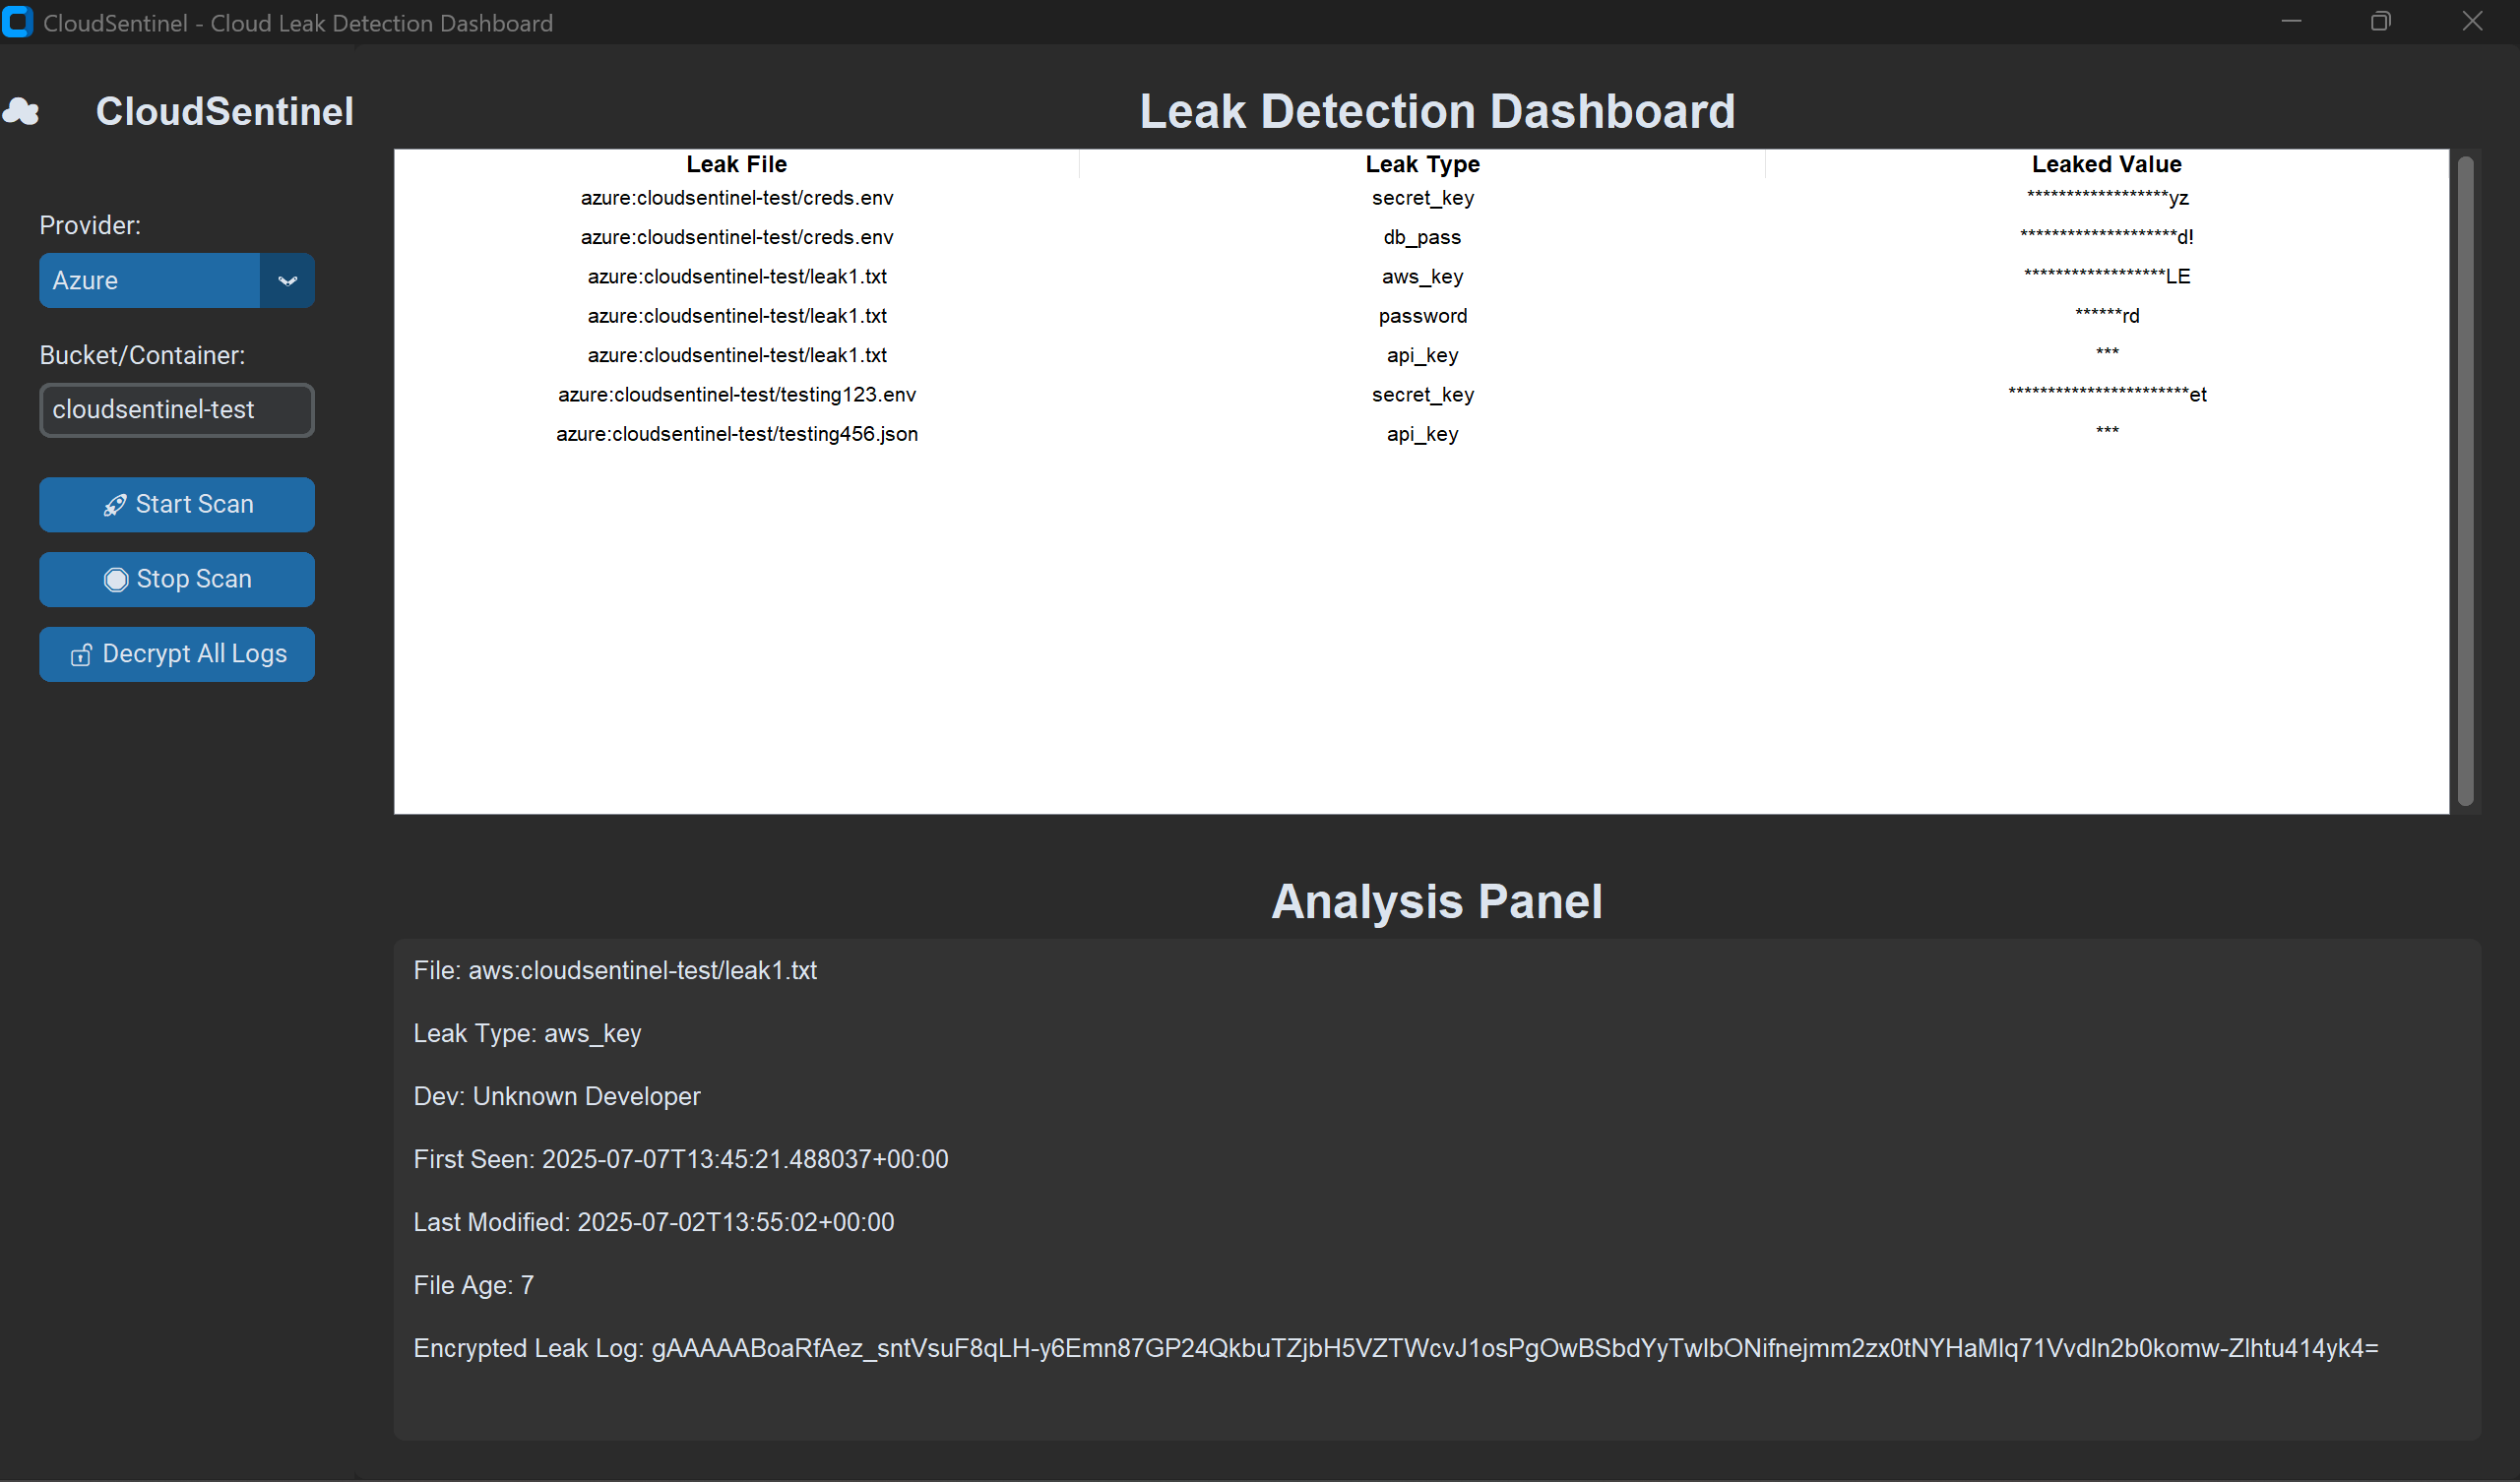 CloudSentinel - Cloud Leak Detection Dashboard
CloudSentinel
Provider:
Azure
Bucket/Container:
cloudsentinel-test
Start Scan
Stop Scan
Decrypt All Logs
Leak Detection Dashboard
Leak File Leak Type Leaked Value
azure:cloudsentinel-test/creds.env secret_key ******************yz
azure:cloudsentinel-test/creds.env db_pass ********************d!
azure:cloudsentinel-test/leak1.txt aws_key ******************LE
azure:cloudsentinel-test/leak1.txt password ******rd
azure:cloudsentinel-test/leak1.txt api_key ***
azure:cloudsentinel-test/testing123.env secret_key ***********************et
azure:cloudsentinel-test/testing456.json api_key ***
Analysis Panel
File: aws:cloudsentinel-test/leak1.txt
Leak Type: aws_key
Dev: Unknown Developer
First Seen: 2025-07-07T13:45:21.488037+00:00
Last Modified: 2025-07-02T13:55:02+00:00
File Age: 7
Encrypted Leak Log: gAAAAABoaRfAez_sntVsuF8qLH-y6Emn87GP24QkbuTZjbH5VZTWcvJ1osPgOwBSbdYyTwIbONifnejmm2zx0tNYHaMlq71Vvdln2b0komw-Zlhtu414yk4=